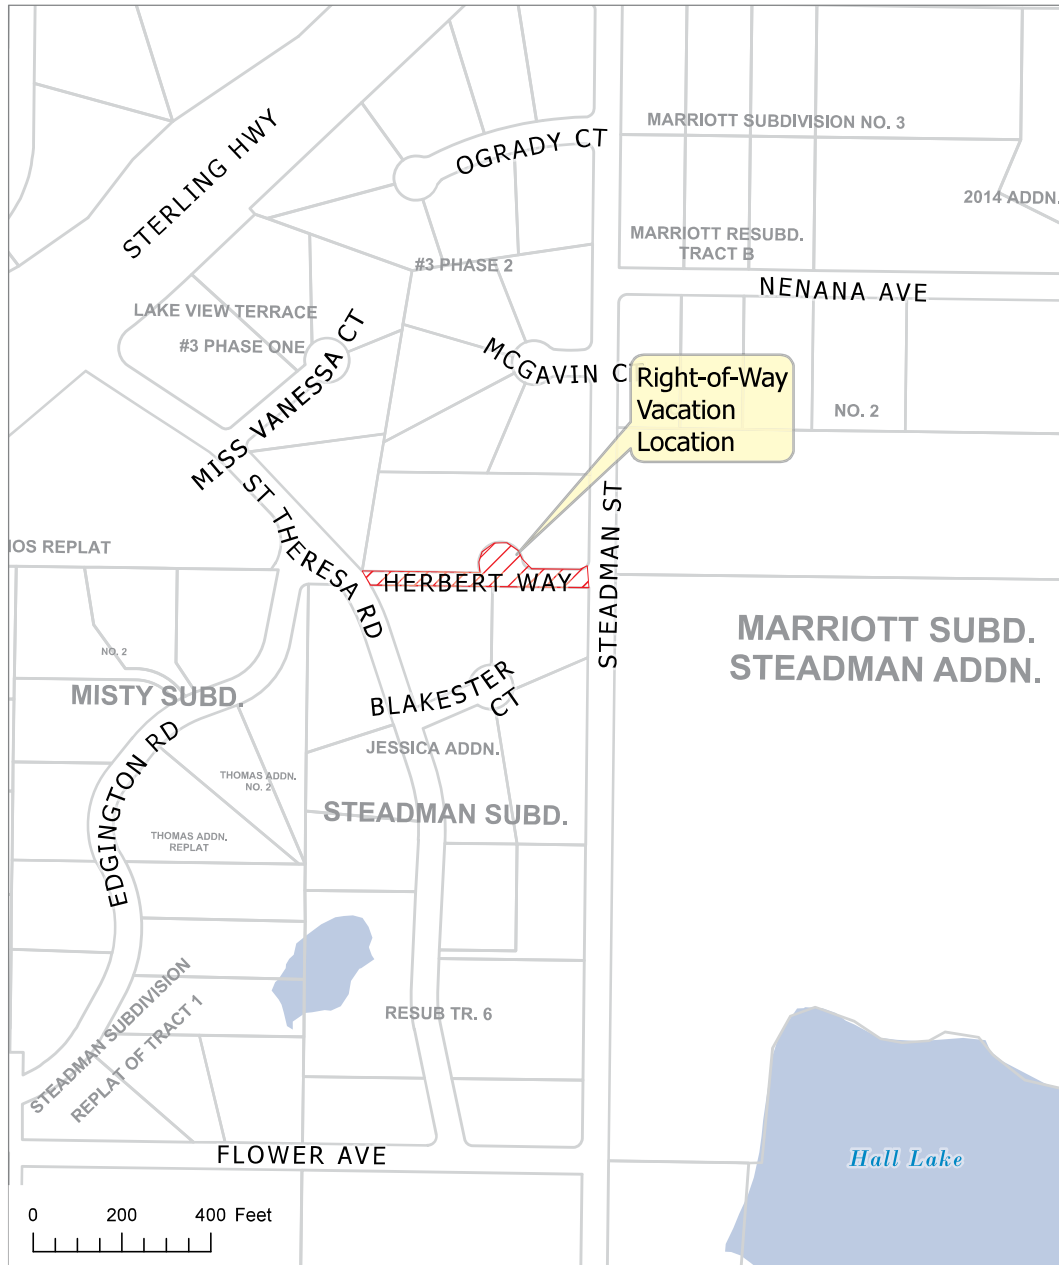 MARRIOTT SUBDIVISION NO. 3
STERLING HWY
OGRADY CT
2014 ADDN.
MARRIOTT RESUBD.
TRACT B
#3 PHASE 2
NENANA AVE
LAKE VIEW TERRACE
#3 PHASE ONE
MISS VANESSA CT
MCGAVIN C
Right-of-Way
Vacation
Location
NO. 2
ST THERESA RD
STEADMAN ST
IOS REPLAT
HERBERT WAY
MARRIOTT SUBD.
STEADMAN ADDN.
NO. 2
MISTY SUBD.
BLAKESTER
CT
EDGINGTON RD
JESSICA ADDN.
THOMAS ADDN.
NO. 2
STEADMAN SUBD.
THOMAS ADDN.
REPLAT
STEADMAN SUBDIVISION
REPLAT OF TRACT 1
RESUB TR. 6
FLOWER AVE
Hall Lake
0 200 400 Feet